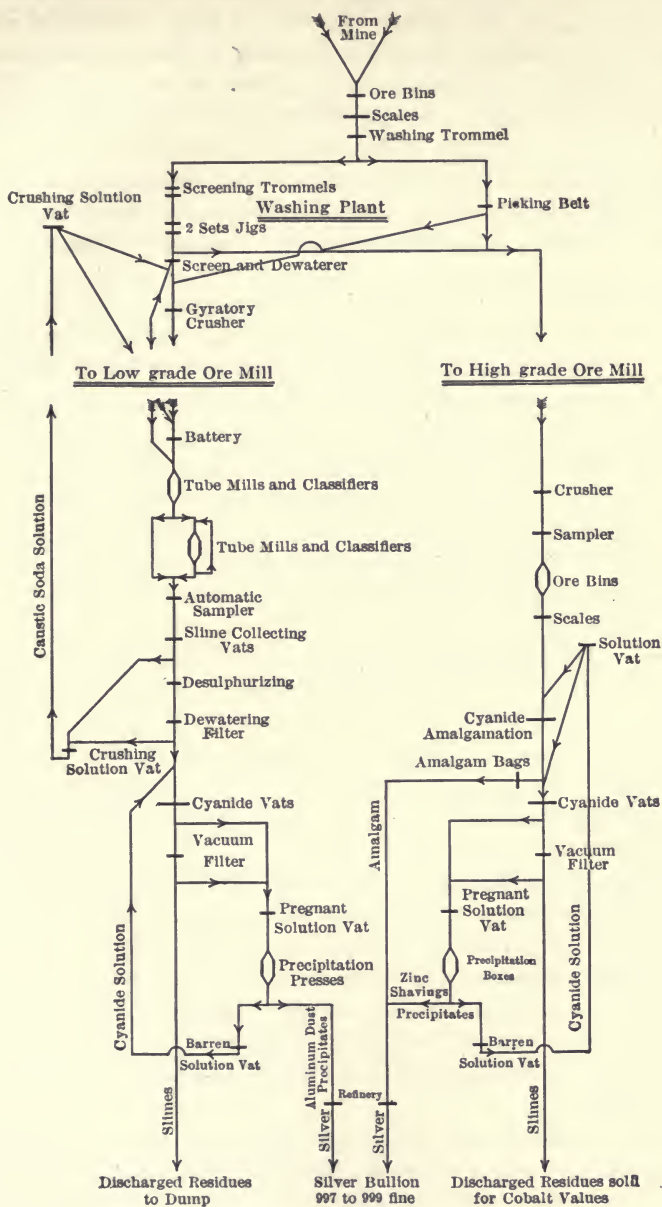 From
Mine
Ore Bins
Scales
Washing Trommel
Crushing Solution
Vat
Screening Trommels
Washing Plant
Picking Belt
2 Sets Jigs
Screen and Dewaterer
Gyratory
Crusher
To Low grade Ore Mill
To High grade Ore Mill
Battery
Tube Mills and Classifiers
Tube Mills and Classifiers
Automatic
Sampler
Slime Collecting
Vats
Desulphurizing
Dewatering
Filter
Caustic Soda Solution
Crushing
Solution Vat
Cyanide Vats
Vacuum
Filter
Pregnant
Solution Vat
Precipitation
Presses
Cyanide Solution
Barren
Solution Vat
Aluminum Dust
Precipitates
Slimes
Silver
Refinery
Crusher
Sampler
Ore Bins
Scales
Solution
Vat
Cyanide
Amalgamation
Amalgam Bags
Amalgam
Cyanide Vats
Vacuum
Filter
Pregnant
Solution
Vat
Precipitation
Boxes
Zinc
Shavings
Precipitates
Cyanide Solution
Barren
Solution Vat
Silver
Slimes
Discharged Residues
to Dump
Silver Bullion
997 to 999 fine
Discharged Residues sold
for Cobalt Values